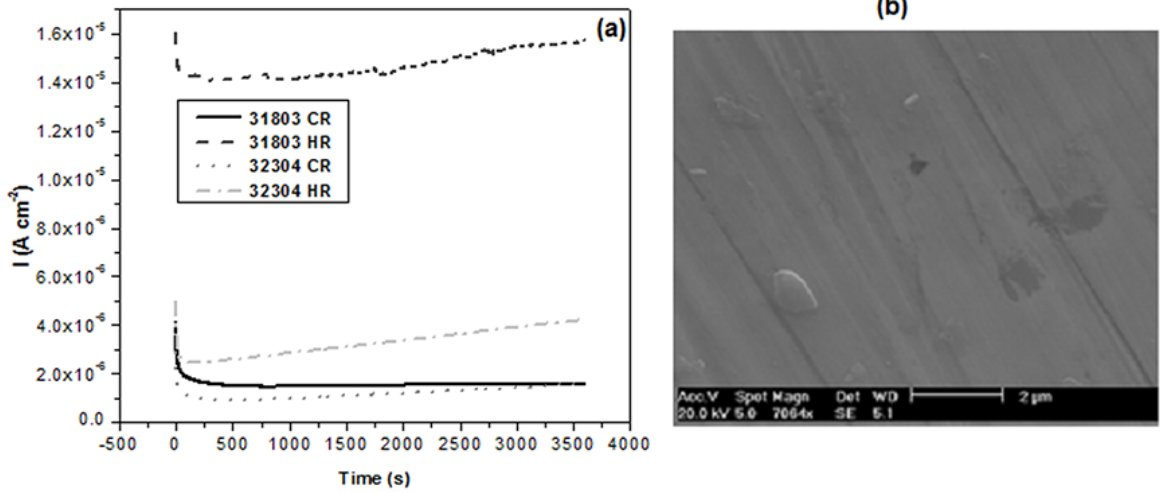 (a)
(b)
1.6x10⁻⁵
1.4x10⁻⁵
1.2x10⁻⁵
1.0x10⁻⁵
8.0x10⁻⁶
6.0x10⁻⁶
4.0x10⁻⁶
2.0x10⁻⁶
0.0
I (A cm⁻²)
31803 CR
31803 HR
32304 CR
32304 HR
-500 0 500 1000 1500 2000 2500 3000 3500 4000
Time (s)
Acc.V Spot Magn Det WD 2 µm
20.0 kV 5.0 7064x SE 5.1